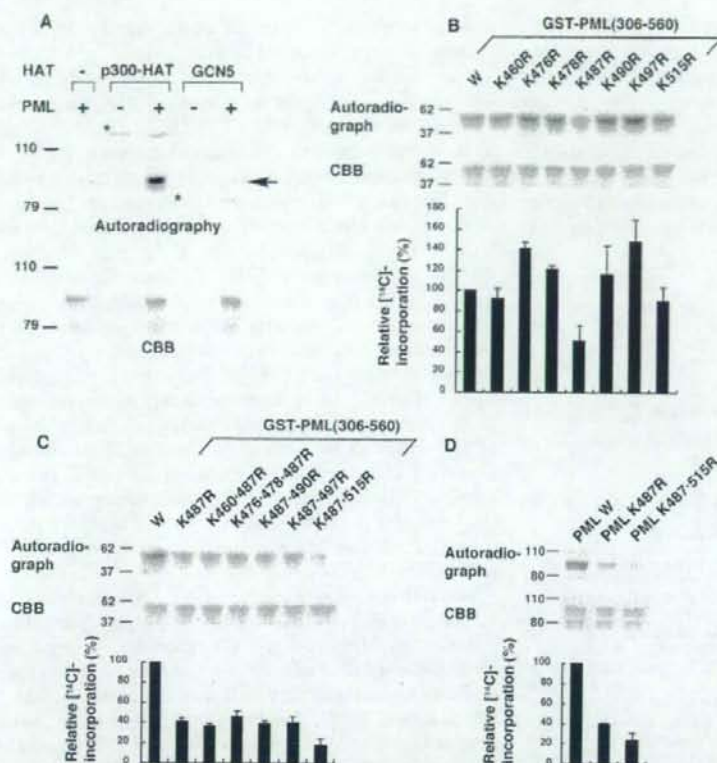 A
HAT - p300-HAT GCN5
PML + - + - +
*
110
79
*
Autoradiography
110
79
CBB
B
GST-PML(306-560)
W K460R K476R K478R K487R K490R K497R K515R
Autoradio-
graph
62
37
CBB
62
37
Relative [¹⁴C]-
incorporation (%)
180
160
140
120
100
80
60
40
20
0
C
GST-PML(306-560)
W K487R K460-487R K476-478-487R K487-490R K487-497R K487-515R
Autoradio-
graph
62
37
CBB
62
37
Relative [¹⁴C]-
incorporation (%)
100
80
60
40
20
0
D
PML W PML K487R PML K487-515R
Autoradio-
graph
110
80
CBB
110
80
Relative [¹⁴C]-
incorporation (%)
100
80
60
40
20
0